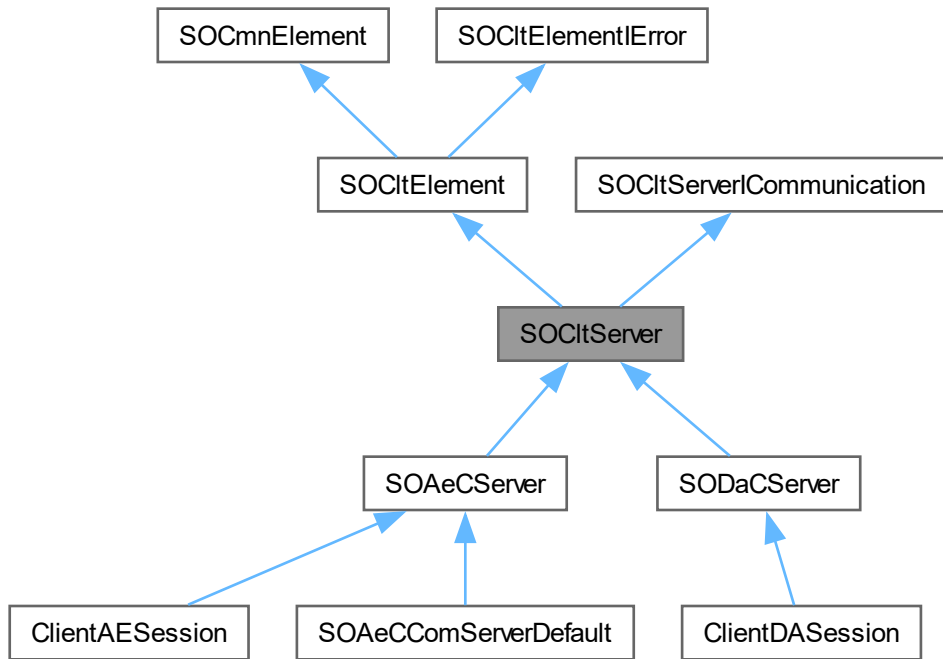 SOCmnElement
SOCltElementIError
SOCltElement
SOCltServerICommunication
SOCltServer
SOAeCServer
SODaCServer
ClientAESession
SOAeCComServerDefault
ClientDASession